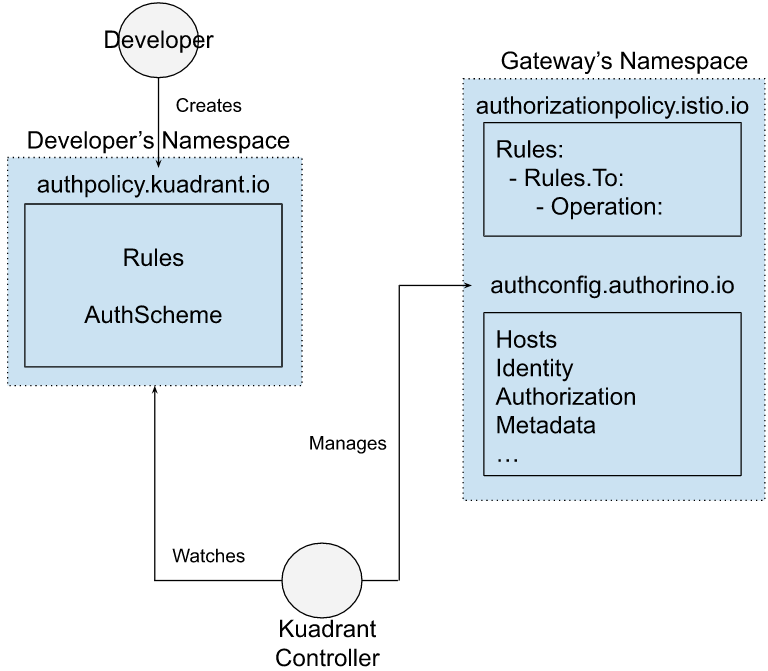 Developer
Creates
Developer’s Namespace
authpolicy.kuadrant.io
Rules
AuthScheme
Gateway’s Namespace
authorizationpolicy.istio.io
Rules:
- Rules.To:
- Operation:
authconfig.authorino.io
Hosts
Identity
Authorization
Metadata
…
Manages
Watches
Kuadrant
Controller